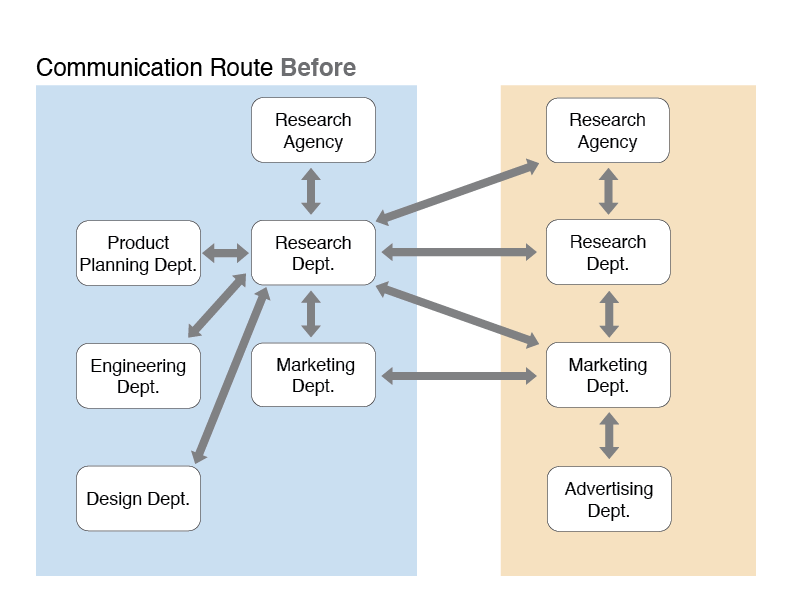 Communication Route Before
Research
Agency
Research
Agency
Product
Planning Dept.
Research
Dept.
Research
Dept.
Engineering
Dept.
Marketing
Dept.
Marketing
Dept.
Design Dept.
Advertising
Dept.